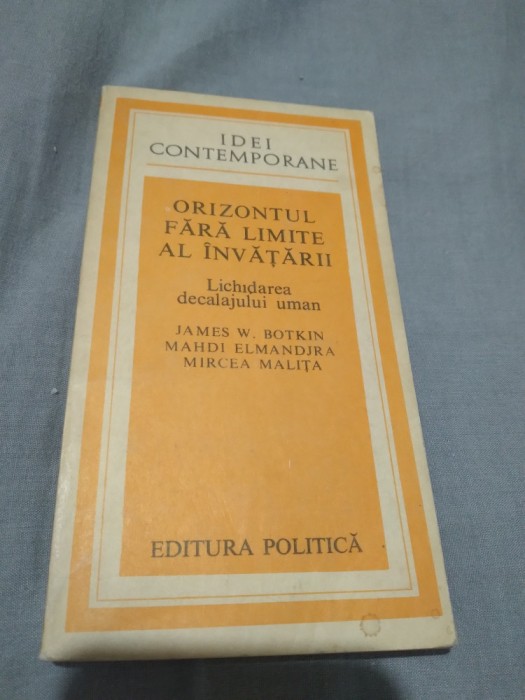 IDEI
CONTEMPORANE
ORIZONTUL
FĂRĂ LIMITE
AL ÎNVĂȚĂRII
Lichidarea
decalajului uman
JAMES W. BOTKIN
MAHDI ELMANDJRA
MIRCEA MALIȚA
EDITURA POLITICĂ